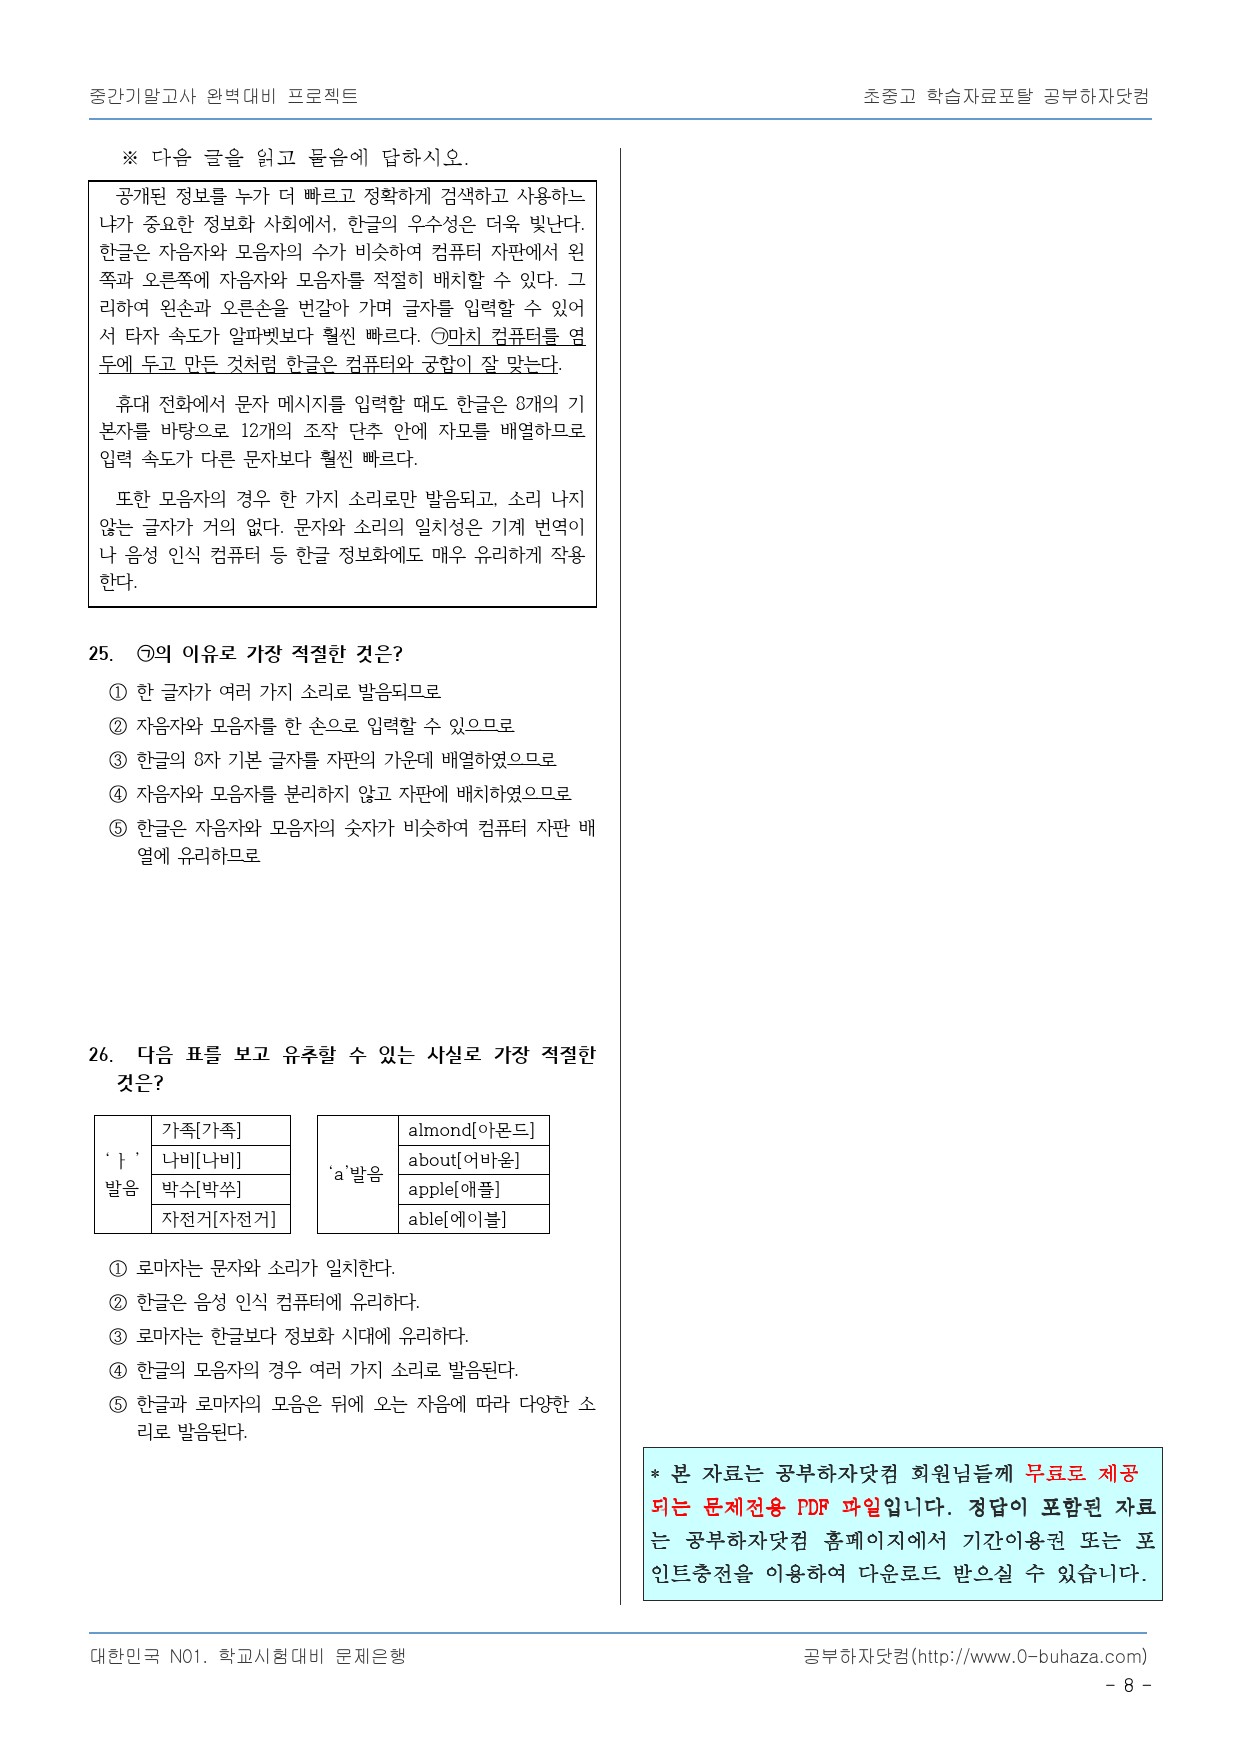 중간기말고사 완벽대비 프로젝트
초중고 학습자료포탈 공부하자닷컴
※ 다음 글을 읽고 물음에 답하시오.
공개된 정보를 누가 더 빠르고 정확하게 검색하고 사용하느
냐가 중요한 정보화 사회에서, 한글의 우수성은 더욱 빛난다.
한글은 자음자와 모음자의 수가 비슷하여 컴퓨터 자판에서 왼
쪽과 오른쪽에 자음자와 모음자를 적절히 배치할 수 있다. 그
리하여 왼손과 오른손을 번갈아 가며 글자를 입력할 수 있어
서 타자 속도가 알파벳보다 훨씬 빠르다. ㉠마치 컴퓨터를 염
두에 두고 만든 것처럼 한글은 컴퓨터와 궁합이 잘 맞는다.
휴대 전화에서 문자 메시지를 입력할 때도 한글은 8개의 기
본자를 바탕으로 12개의 조작 단추 안에 자모를 배열하므로
입력 속도가 다른 문자보다 훨씬 빠르다.
또한 모음자의 경우 한 가지 소리로만 발음되고, 소리 나지
않는 글자가 거의 없다. 문자와 소리의 일치성은 기계 번역이
나 음성 인식 컴퓨터 등 한글 정보화에도 매우 유리하게 작용
한다.
25. ㉠의 이유로 가장 적절한 것은?
① 한 글자가 여러 가지 소리로 발음되므로
② 자음자와 모음자를 한 손으로 입력할 수 있으므로
③ 한글의 8자 기본 글자를 자판의 가운데 배열하였으므로
④ 자음자와 모음자를 분리하지 않고 자판에 배치하였으므로
⑤ 한글은 자음자와 모음자의 숫자가 비슷하여 컴퓨터 자판 배
열에 유리하므로
26. 다음 표를 보고 유추할 수 있는 사실로 가장 적절한
것은?
‘ㅏ’
발음
가족[가족]
나비[나비]
박수[박쑤]
자전거[자전거]
‘a’발음
almond[아몬드]
about[어바웃]
apple[애플]
able[에이블]
① 로마자는 문자와 소리가 일치한다.
② 한글은 음성 인식 컴퓨터에 유리하다.
③ 로마자는 한글보다 정보화 시대에 유리하다.
④ 한글의 모음자의 경우 여러 가지 소리로 발음된다.
⑤ 한글과 로마자의 모음은 뒤에 오는 자음에 따라 다양한 소
리로 발음된다.
* 본 자료는 공부하자닷컴 회원님들께 무료로 제공
되는 문제전용 PDF 파일입니다. 정답이 포함된 자료
는 공부하자닷컴 홈페이지에서 기간이용권 또는 포
인트충전을 이용하여 다운로드 받으실 수 있습니다.
대한민국 N01. 학교시험대비 문제은행
공부하자닷컴(http://www.0-buhaza.com)
- 8 -